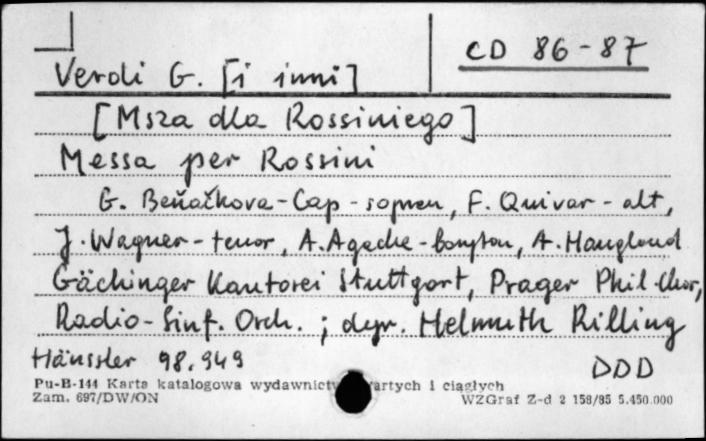 CD 86-87
Verdi G. [i inni]
[Msza dla Rossiniego]
Messa per Rossini
G. Beňačkova-Cap - sopran, F. Quivar - alt,
J. Wagner - tenor, A. Agache - baryton, A. Haugland
Gächinger Kantorei Stuttgart, Prager Phil Chor,
Radio-Sinf. Orch. ; dyr. Helmuth Rilling
Hänssler 98.949 DDD
Pu-B-144 Karta katalogowa wydawnictw zwartych i ciągłych
Zam. 697/DW/ON WZGraf Z-d 2 158/85 5.450.000